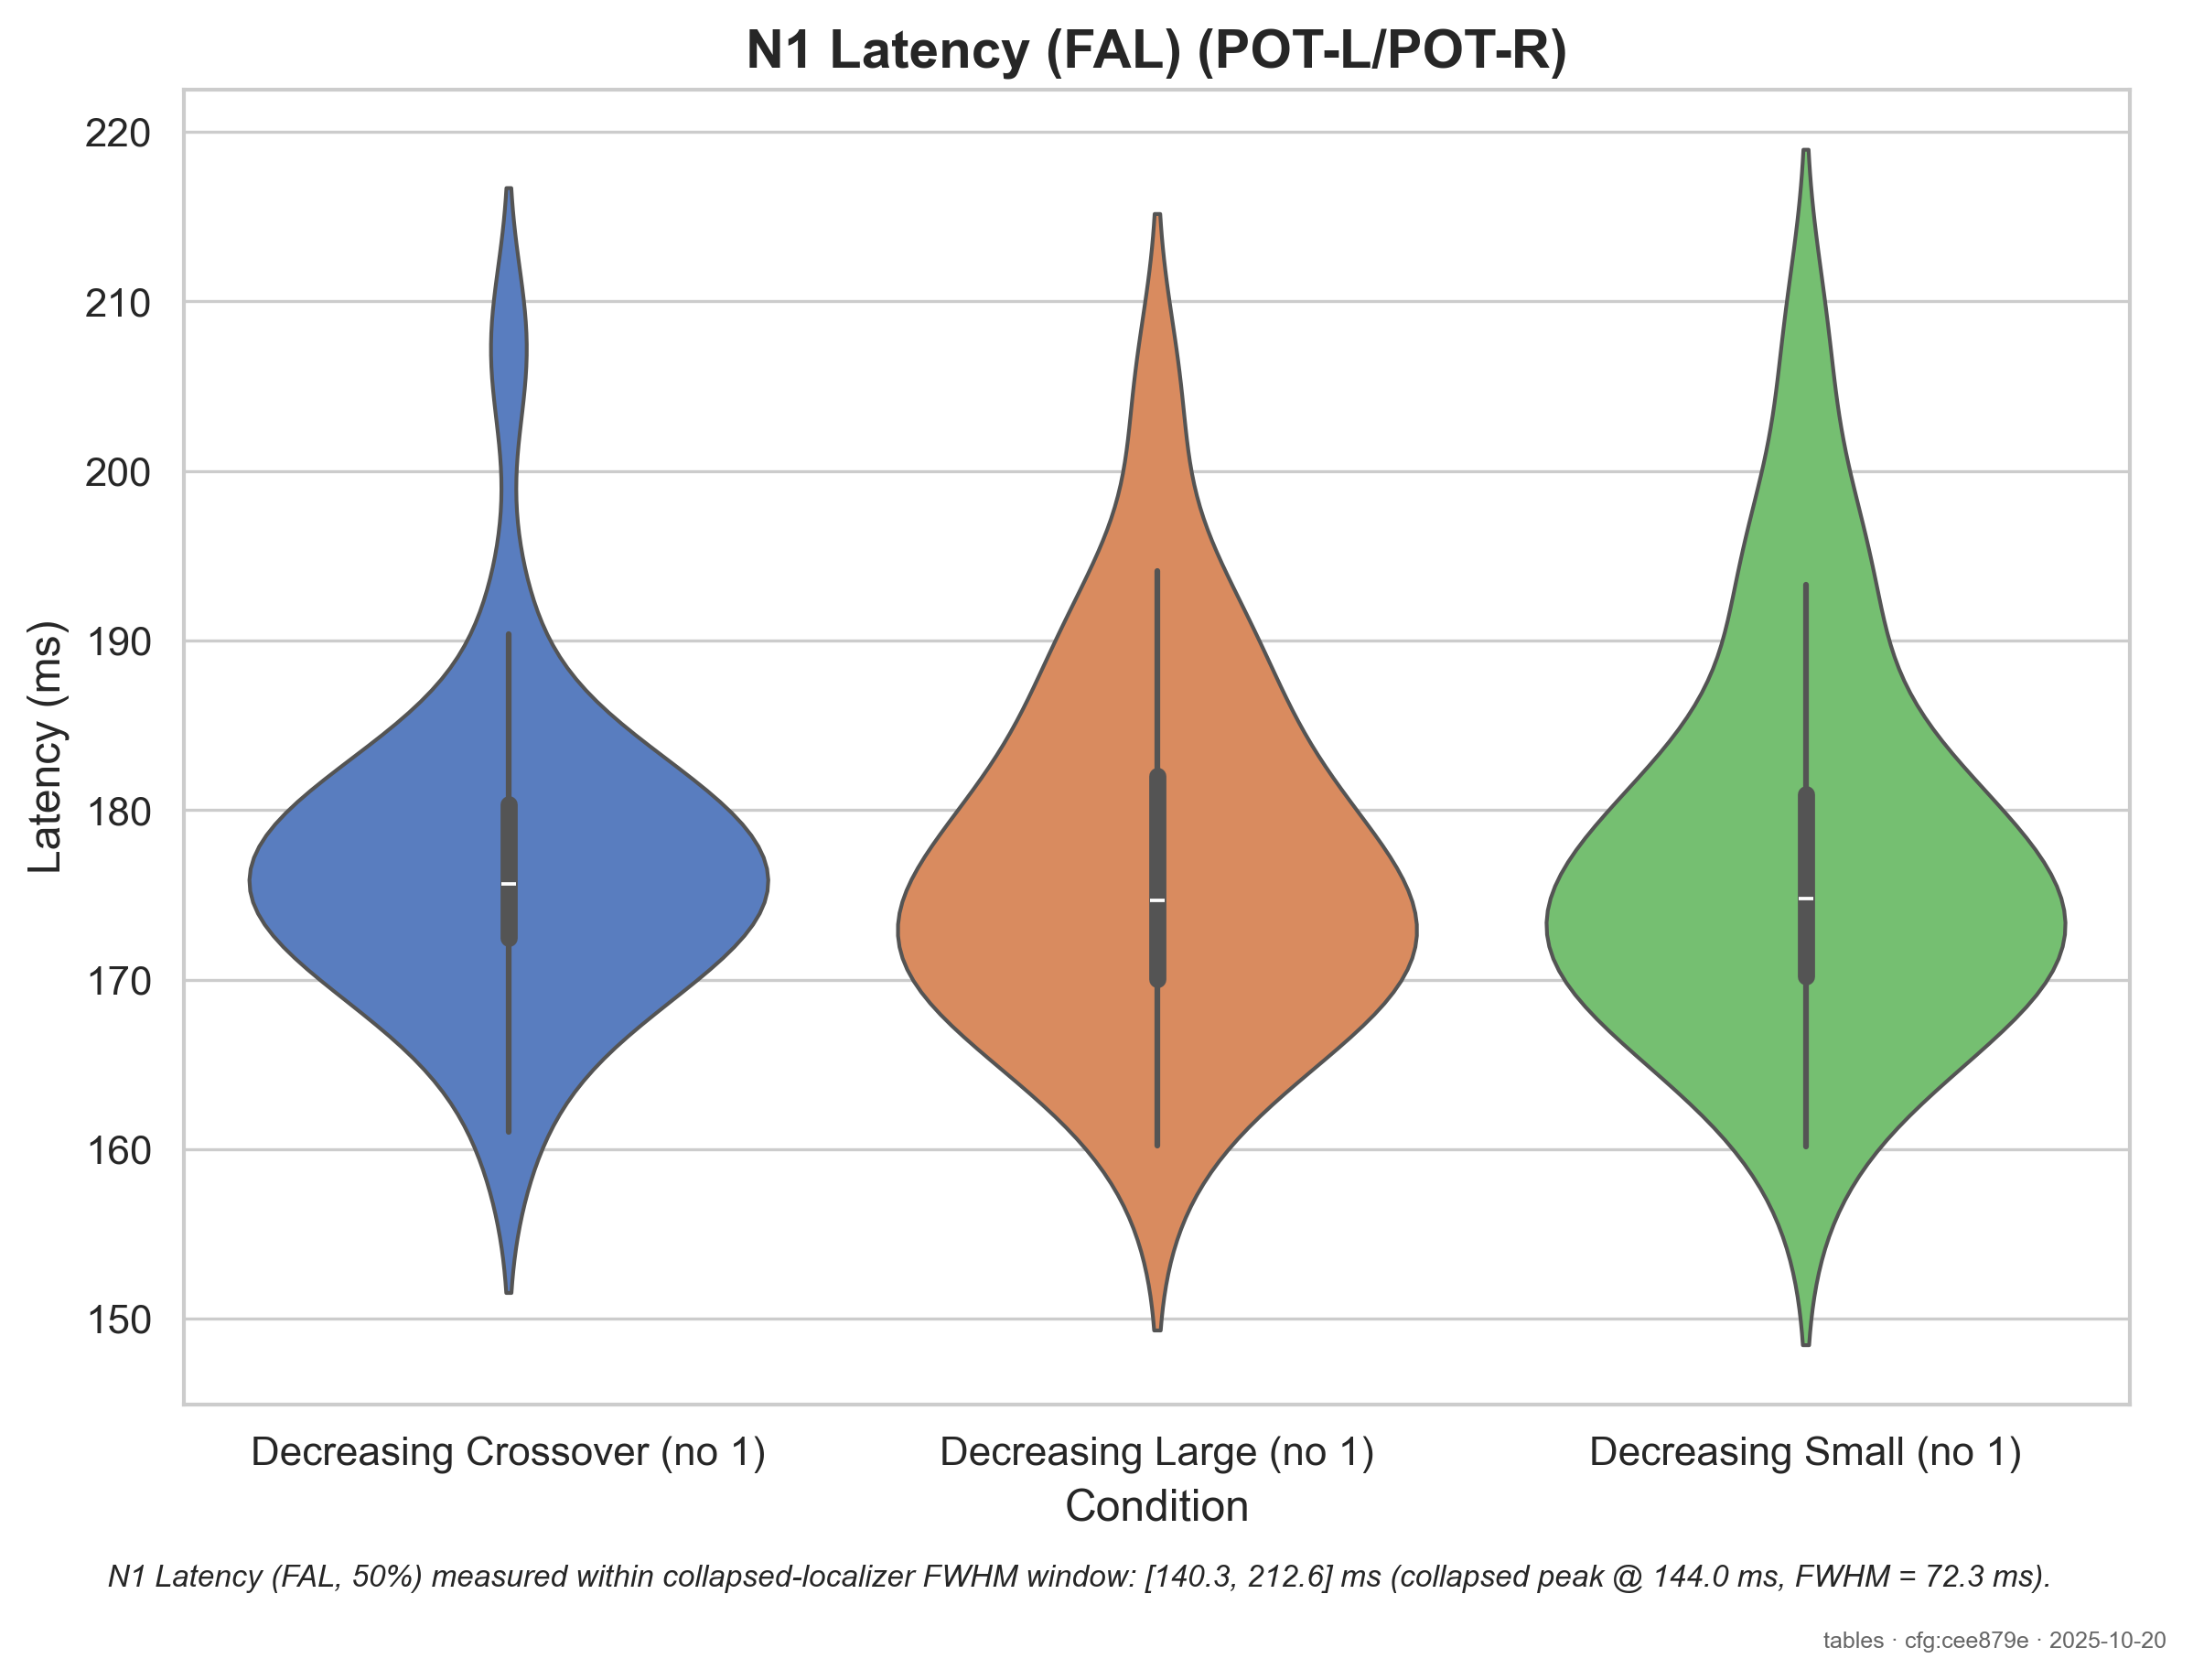 N1 Latency (FAL) (POT-L/POT-R)
Latency (ms)
220
210
200
190
180
170
160
150
Decreasing Crossover (no 1)
Decreasing Large (no 1)
Decreasing Small (no 1)
Condition
N1 Latency (FAL, 50%) measured within collapsed-localizer FWHM window: [140.3, 212.6] ms (collapsed peak @ 144.0 ms, FWHM = 72.3 ms).
tables · cfg:cee879e · 2025-10-20